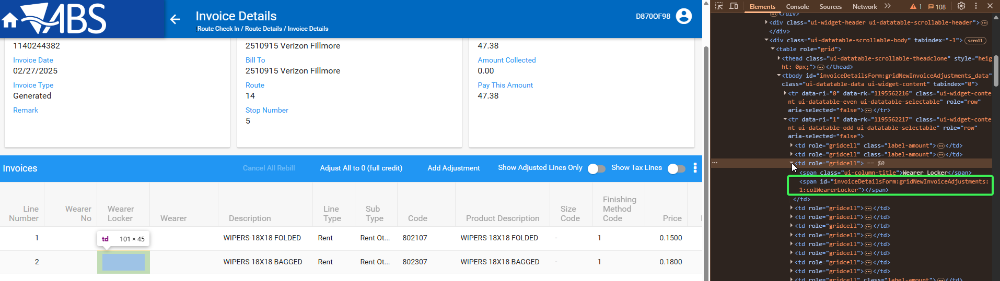 ABS
Invoice Details
Route Check In / Route Details / Invoice Details
D870OF98
1140244382
Invoice Date
02/27/2025
Invoice Type
Generated
Remark
2510915 Verizon Fillmore
Bill To
2510915 Verizon Fillmore
Route
14
Stop Number
5
47.38
Amount Collected
0.00
Pay This Amount
47.38
Invoices
Cancel All Rebill
Adjust All to 0 (full credit)
Add Adjustment
Show Adjusted Lines Only
Show Tax Lines
Line Number
Wearer No
Wearer Locker
Wearer
Description
Line Type
Sub Type
Code
Product Description
Size Code
Finishing Method Code
Price
1 WIPERS-18X18 FOLDED Rent Rent Ot... 802107 WIPERS-18X18 FOLDED - 1 0.1500
td 101 × 45
2 WIPERS 18X18 BAGGED Rent Rent Ot... 802307 WIPERS 18X18 BAGGED - 1 0.1800
Elements Console Sources Network 1 108
</div>
<div class="ui-widget-header ui-datatable-scrollable-header">
</div>
<div class="ui-datatable-scrollable-body" tabindex="-1"> scroll
<table role="grid">
<thead class="ui-datatable-scrollable-theadclone" style="heig
ht: 0px;"> </thead>
<tbody id="invoiceDetailsForm:gridNewInvoiceAdjustments_data"
class="ui-datatable-data ui-widget-content" tabindex="0">
<tr data-ri="0" data-rk="1195562216" class="ui-widget-conte
nt ui-datatable-even ui-datatable-selectable" role="row"
aria-selected="false"> </tr>
<tr data-ri="1" data-rk="1195562217" class="ui-widget-conte
nt ui-datatable-odd ui-datatable-selectable" role="row"
aria-selected="false">
<td role="gridcell" class="label-amount"> </td>
<td role="gridcell" class="label-amount"> </td>
<td role="gridcell"> == $0
<span class="ui-column-title">Wearer Locker</span>
<span id="invoiceDetailsForm:gridNewInvoiceAdjustments:
1:colWearerLocker"></span>
</td>
<td role="gridcell"> </td>
<td role="gridcell"> </td>
<td role="gridcell"> </td>
<td role="gridcell"> </td>
<td role="gridcell"> </td>
<td role="gridcell"> </td>
<td role="gridcell"> </td>
<td role="gridcell"> </td>
<td role="gridcell" class="label-amount"> </td>